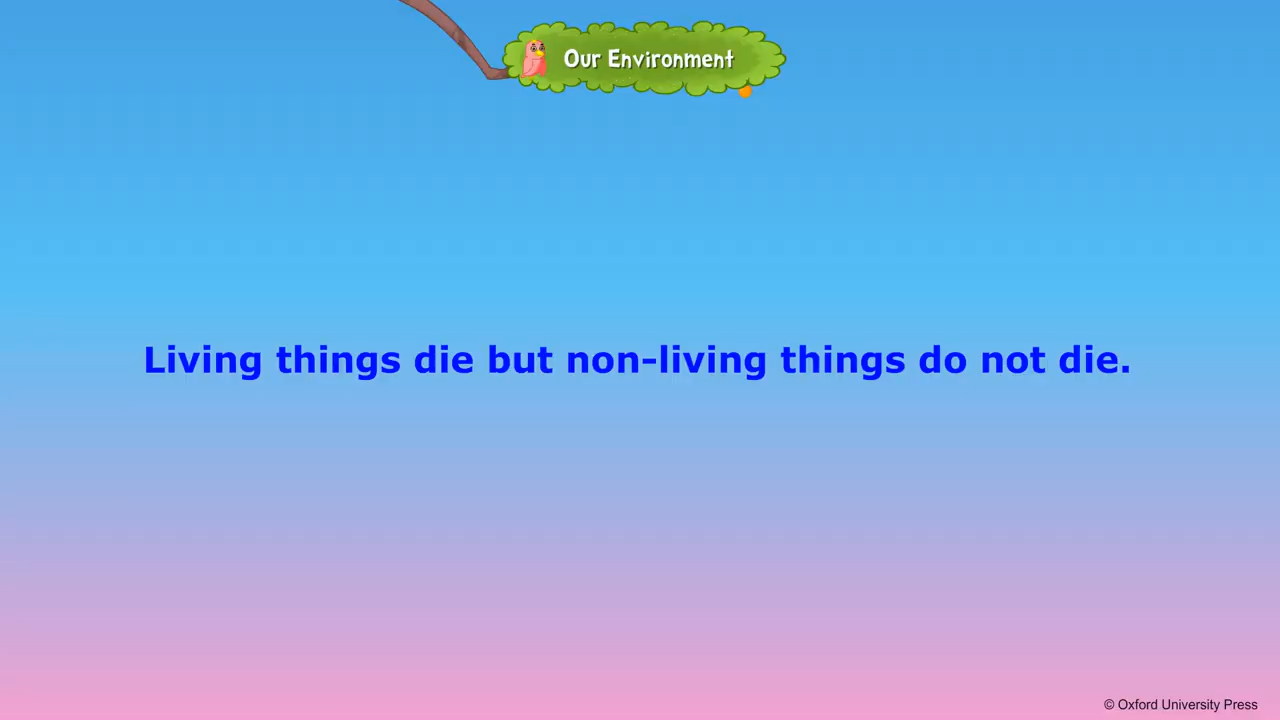 Our Environment
Living things die but non-living things do not die.
© Oxford University Press